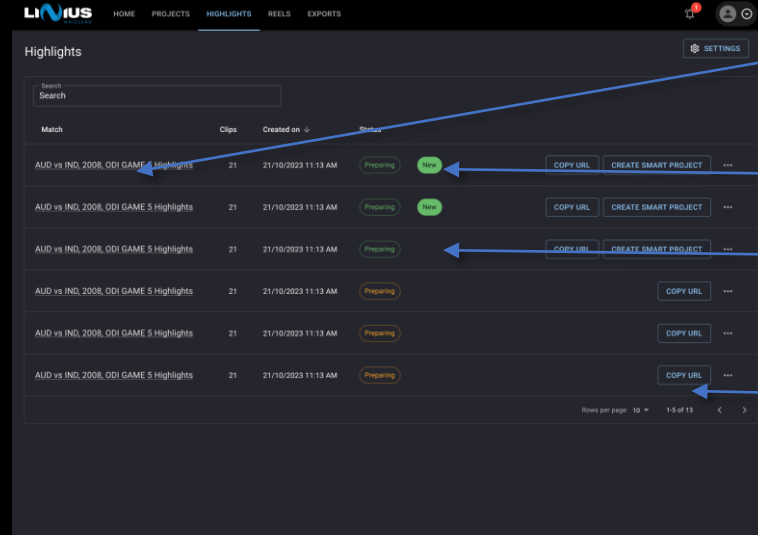 LINIUS HOME PROJECTS HIGHLIGHTS REELS EXPORTS 1
WHIZZARD
Highlights SETTINGS
Search
Search
Match Clips Created on Status
AUD vs IND, 2008, ODI GAME 5 Highlights 21 21/10/2023 11:13 AM Preparing New COPY URL CREATE SMART PROJECT
AUD vs IND, 2008, ODI GAME 5 Highlights 21 21/10/2023 11:13 AM Preparing New COPY URL CREATE SMART PROJECT
AUD vs IND, 2008, ODI GAME 5 Highlights 21 21/10/2023 11:13 AM Preparing COPY URL CREATE SMART PROJECT
AUD vs IND, 2008, ODI GAME 5 Highlights 21 21/10/2023 11:13 AM Preparing COPY URL
AUD vs IND, 2008, ODI GAME 5 Highlights 21 21/10/2023 11:13 AM Preparing COPY URL
AUD vs IND, 2008, ODI GAME 5 Highlights 21 21/10/2023 11:13 AM Preparing COPY URL
Rows per page: 10 1-5 of 13